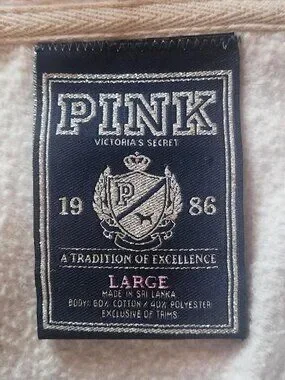 PINK
VICTORIA'S SECRET
P
19 86
A TRADITION OF EXCELLENCE
LARGE
MADE IN SRI LANKA
BODY: 60% COTTON / 40% POLYESTER
EXCLUSIVE OF TRIMS